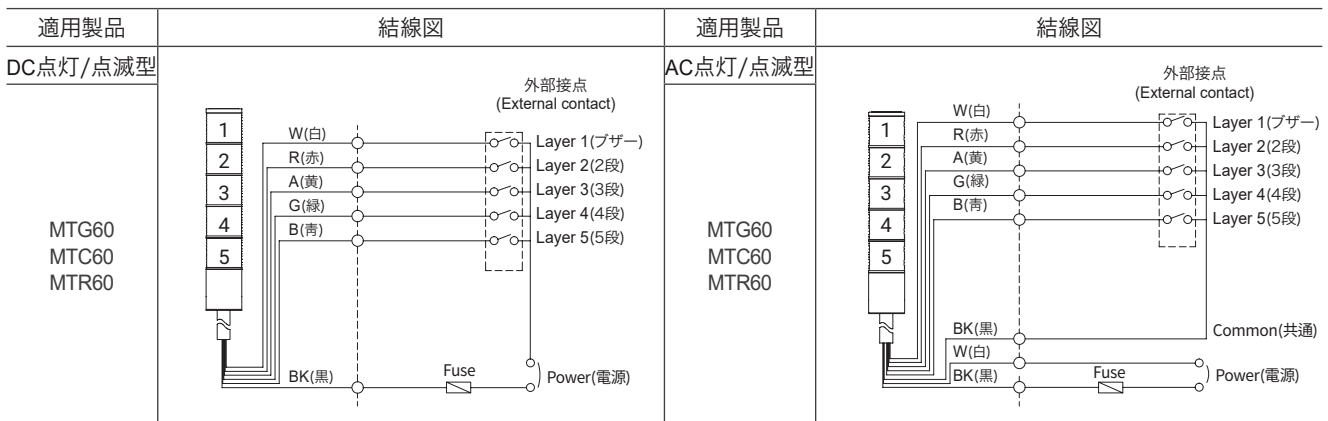 適用製品
結線図
適用製品
結線図
DC点灯/点滅型
AC点灯/点滅型
外部接点
(External contact)
1
2
3
4
5
W(白)
R(赤)
A(黄)
G(緑)
B(靑)
Layer 1(ブザー)
Layer 2(2段)
Layer 3(3段)
Layer 4(4段)
Layer 5(5段)
MTG60
MTC60
MTR60
BK(黒)
Fuse
Power(電源)
外部接点
(External contact)
1
2
3
4
5
W(白)
R(赤)
A(黄)
G(緑)
B(靑)
Layer 1(ブザー)
Layer 2(2段)
Layer 3(3段)
Layer 4(4段)
Layer 5(5段)
MTG60
MTC60
MTR60
BK(黒)
Common(共通)
W(白)
BK(黒)
Fuse
Power(電源)